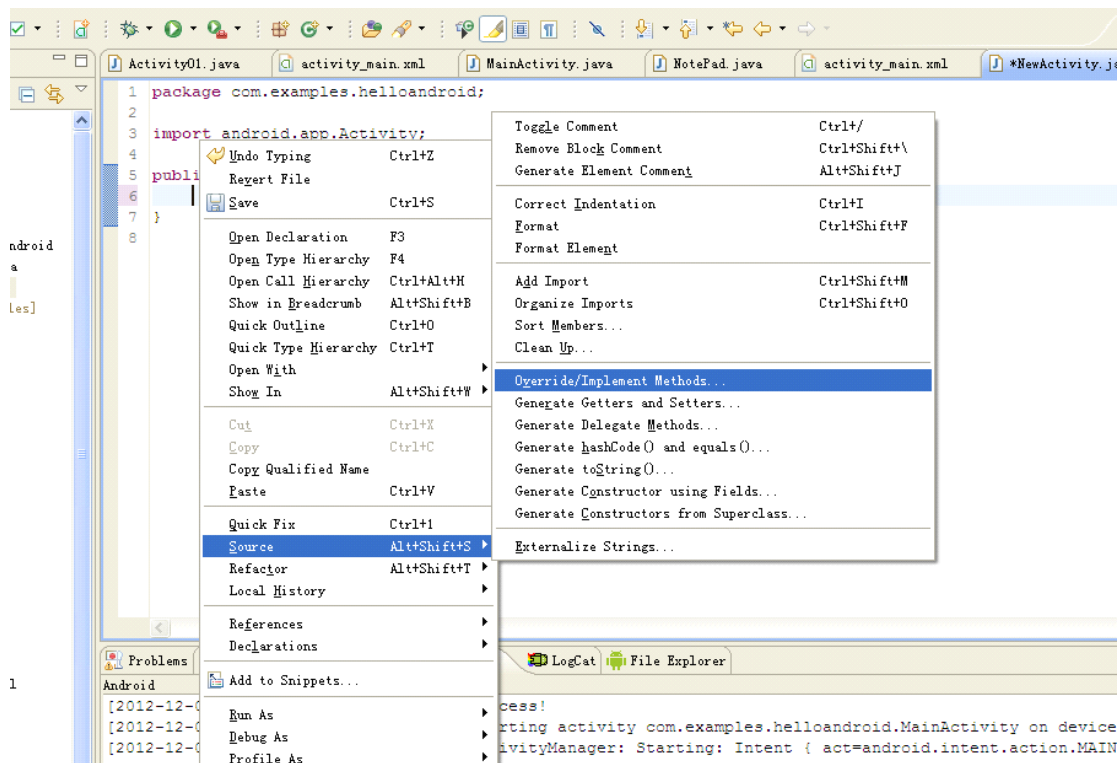 Activity01.java
activity_main.xml
MainActivity.java
NotePad.java
activity_main.xml
*NewActivity.ja
1 package com.examples.helloandroid;
2
3 import android.app.Activity;
4
5 publi
6
7 }
8
ndroid
a
les]
l
Undo Typing Ctrl+Z
Revert File
Save Ctrl+S
Open Declaration F3
Open Type Hierarchy F4
Open Call Hierarchy Ctrl+Alt+H
Show in Breadcrumb Alt+Shift+B
Quick Outline Ctrl+O
Quick Type Hierarchy Ctrl+T
Open With
Show In Alt+Shift+W
Cut Ctrl+X
Copy Ctrl+C
Copy Qualified Name
Paste Ctrl+V
Quick Fix Ctrl+1
Source Alt+Shift+S
Refactor Alt+Shift+T
Local History
References
Declarations
Add to Snippets...
Run As
Debug As
Profile As
Toggle Comment Ctrl+/
Remove Block Comment Ctrl+Shift+\
Generate Element Comment Alt+Shift+J
Correct Indentation Ctrl+I
Format Ctrl+Shift+F
Format Element
Add Import Ctrl+Shift+M
Organize Imports Ctrl+Shift+O
Sort Members...
Clean Up...
Override/Implement Methods...
Generate Getters and Setters...
Generate Delegate Methods...
Generate hashCode() and equals()...
Generate toString()...
Generate Constructor using Fields...
Generate Constructors from Superclass...
Externalize Strings...
Problems
LogCat
File Explorer
Android
[2012-12-0 cess!
[2012-12-0 rting activity com.examples.helloandroid.MainActivity on device
[2012-12-0 ivityManager: Starting: Intent { act=android.intent.action.MAIN